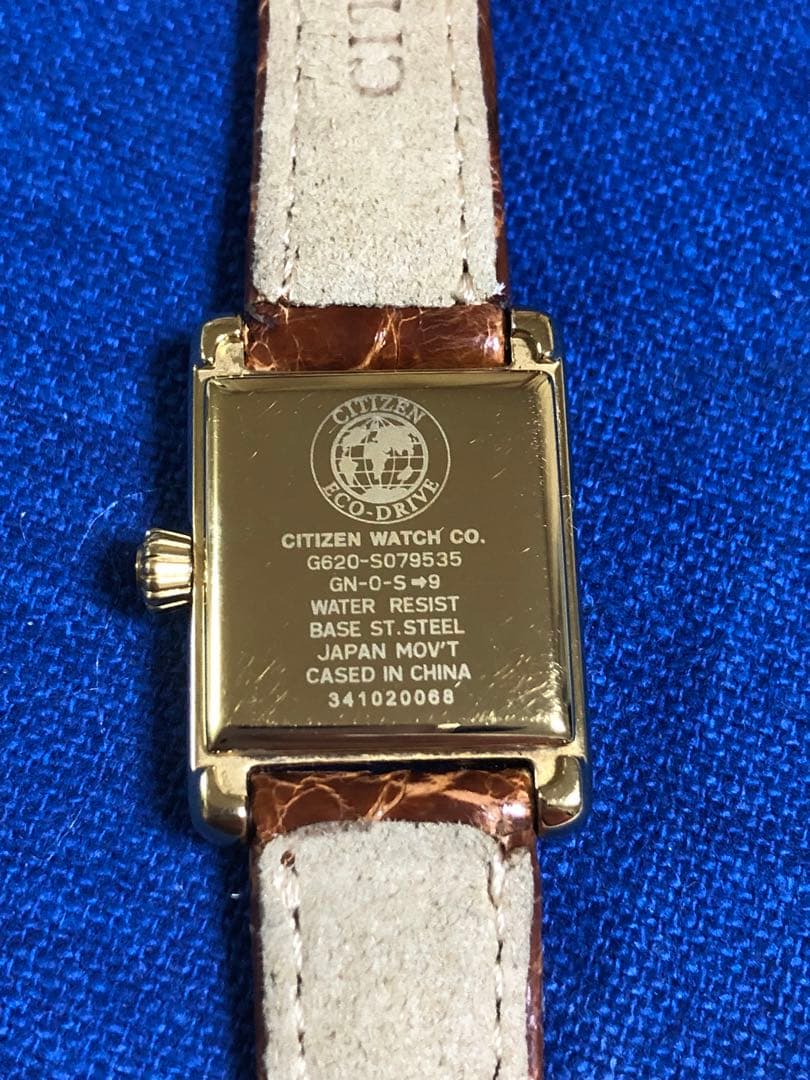 CIT
CITIZEN
ECO-DRIVE
CITIZEN WATCH CO.
G620-S079535
GN-0-S➡9
WATER RESIST
BASE ST.STEEL
JAPAN MOV'T
CASED IN CHINA
341020068